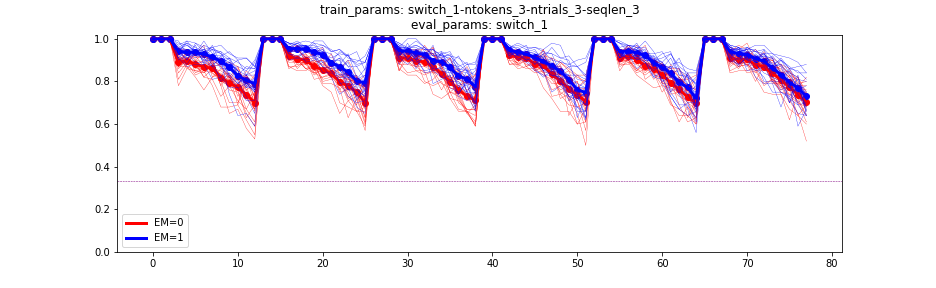 train_params: switch_1-ntokens_3-ntrials_3-seqlen_3
eval_params: switch_1
1.0
0.8
0.6
0.4
0.2
0.0
EM=0
EM=1
0 10 20 30 40 50 60 70 80